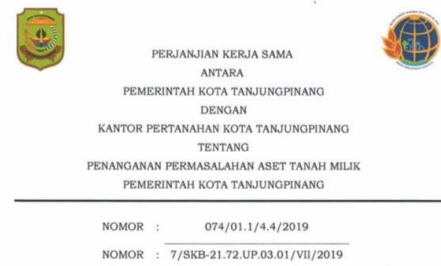 PERJANJIAN KERJA SAMA
ANTARA
PEMERINTAH KOTA TANJUNGPINANG
DENGAN
KANTOR PERTANAHAN KOTA TANJUNGPINANG
TENTANG
PENANGANAN PERMASALAHAN ASET TANAH MILIK
PEMERINTAH KOTA TANJUNGPINANG
NOMOR : 074/01.1/4.4/2019
NOMOR : 7/SKB-21.72.UP.03.01/VII/2019